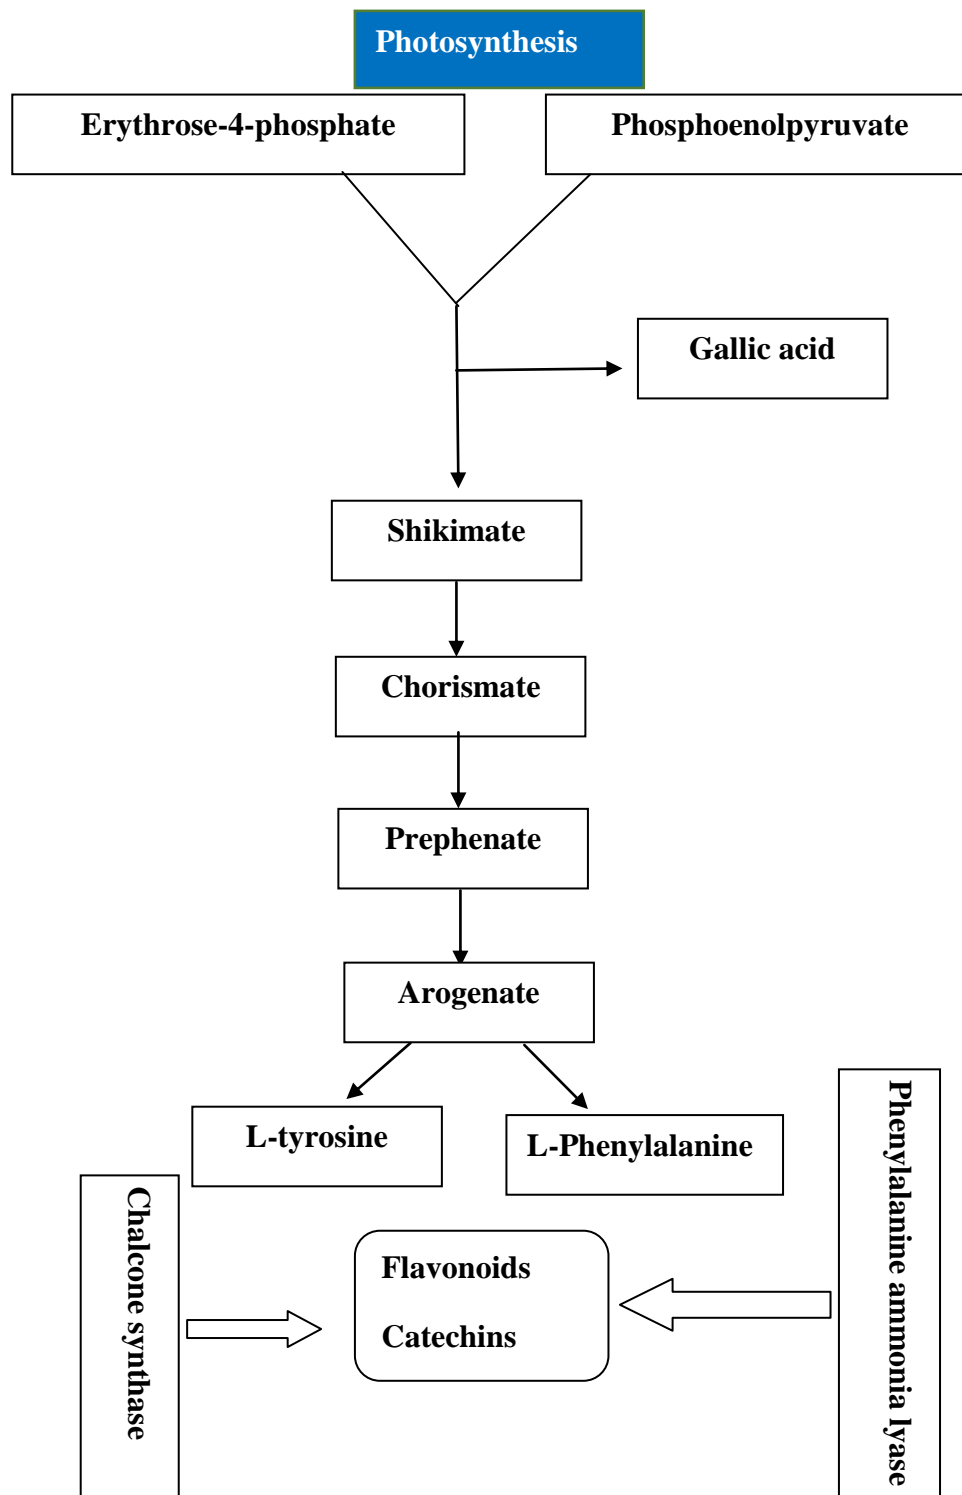 Photosynthesis
Erythrose-4-phosphate
Phosphoenolpyruvate
Gallic acid
Shikimate
Chorismate
Prephenate
Arogenate
L-tyrosine
L-Phenylalanine
Phenylalanine ammonia lyase
Chalcone synthase
Flavonoids
Catechins